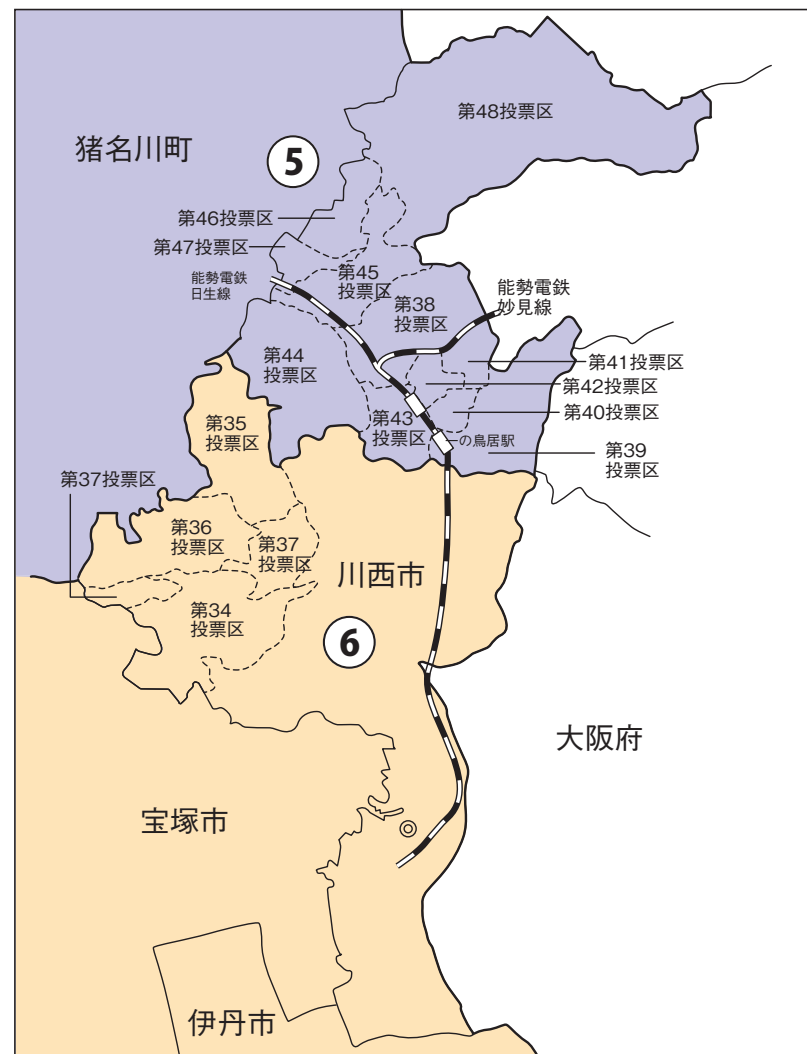 第48投票区
猪名川町
5
第46投票区
第47投票区
第45
投票区
能勢電鉄
日生線
能勢電鉄
妙見線
第38
投票区
第44
投票区
第41投票区
第42投票区
第40投票区
第43
投票区
の鳥居駅
第39
投票区
第35
投票区
第37投票区
第36
投票区
第37
投票区
川西市
第34
投票区
6
大阪府
宝塚市
伊丹市